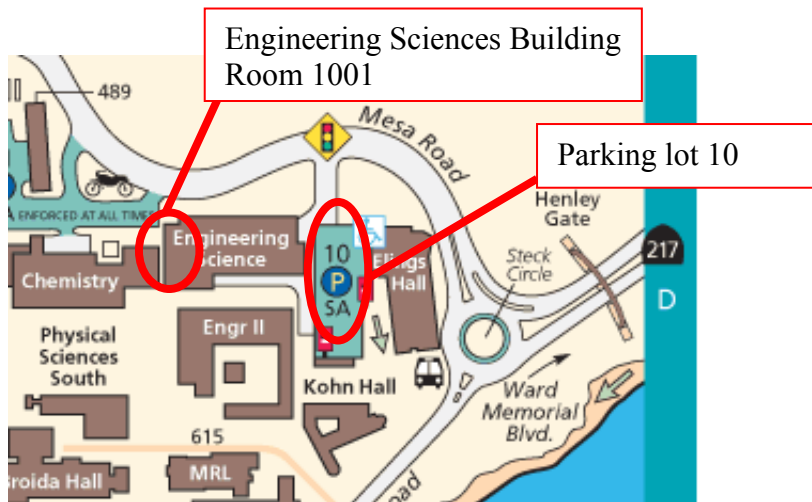 Engineering Sciences Building
Room 1001
489
Mesa Road
Parking lot 10
Henley
Gate
217
D
ENFORCED AT ALL TIMES
Engineering
Science
10
P
SA
Elings
Hall
Steck
Circle
Chemistry
Engr II
Physical
Sciences
South
Kohn Hall
Ward
Memorial
Blvd.
615
MRL
Broida Hall